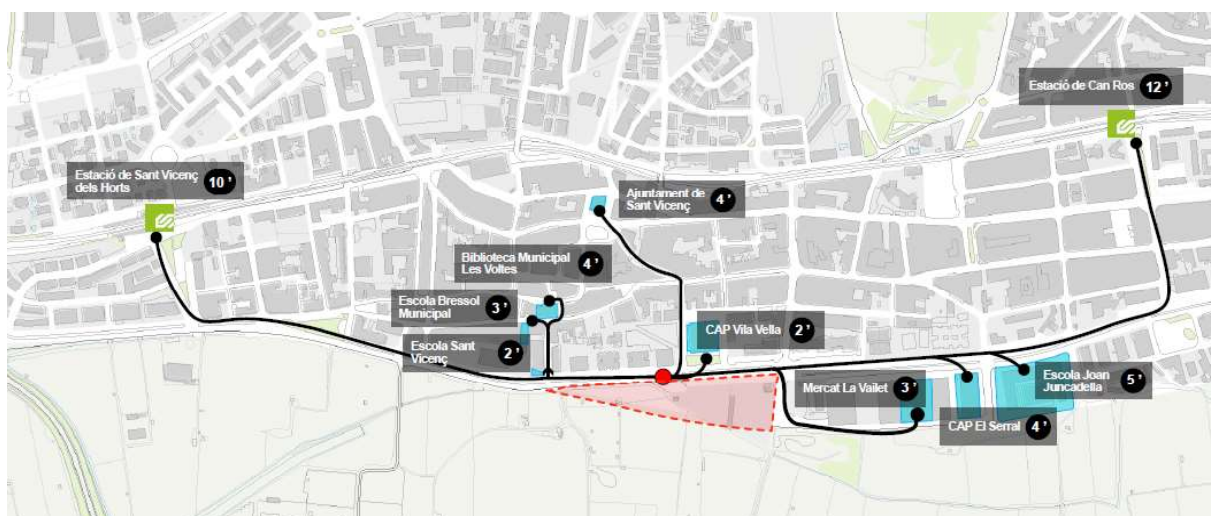 Estació de Can Ros 12 '
Estació de Sant Vicenç
dels Horts 10 '
Ajuntament de
Sant Vicenç 4 '
Biblioteca Municipal
Les Voltes 4 '
Escola Bressol
Municipal 3 '
Escola Sant
Vicenç 2 '
CAP Vila Vella 2 '
Mercat La Vailet 3 '
Escola Joan
Juncadella 5 '
CAP El Serral 4 '